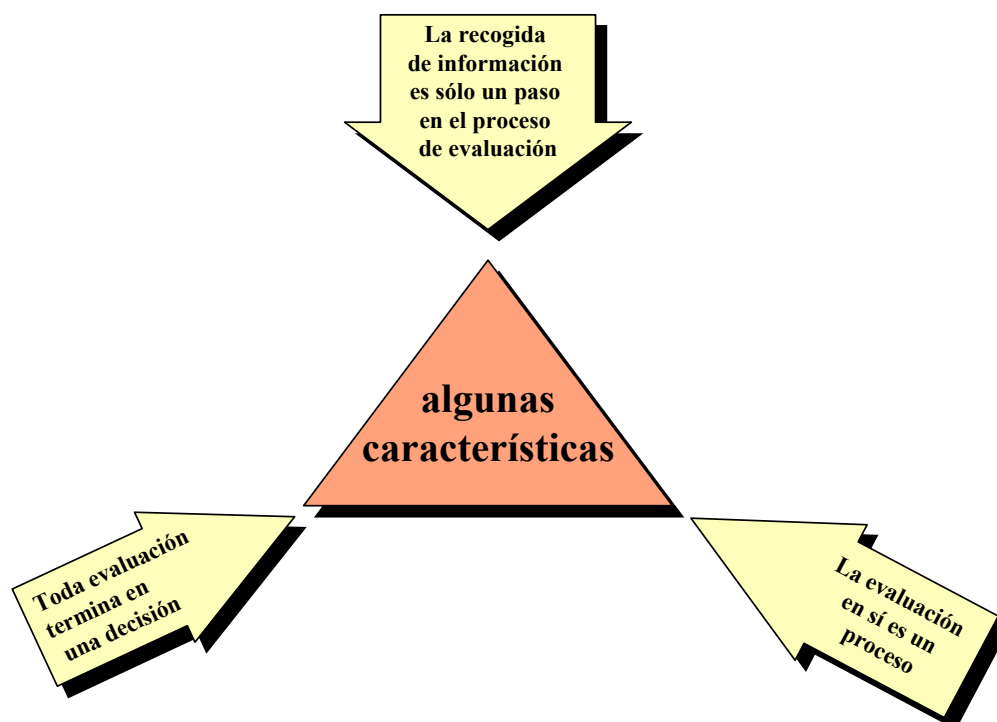 La recogida
de información
es sólo un paso
en el proceso
de evaluación
algunas
características
Toda evaluación
termina en
una decisión
La evaluación
en sí es un
proceso